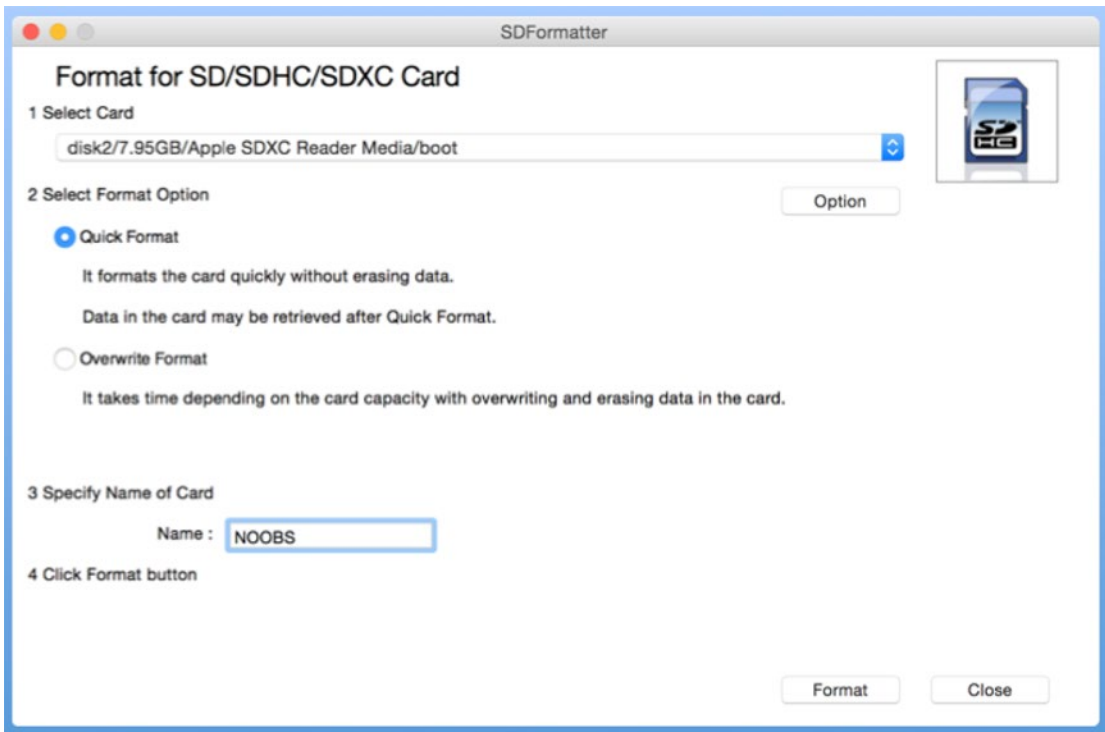 SDFormatter
Format for SD/SDHC/SDXC Card
1 Select Card
disk2/7.95GB/Apple SDXC Reader Media/boot
SD
HC
2 Select Format Option
Option
Quick Format
It formats the card quickly without erasing data.
Data in the card may be retrieved after Quick Format.
Overwrite Format
It takes time depending on the card capacity with overwriting and erasing data in the card.
3 Specify Name of Card
Name : NOOBS
4 Click Format button
Format Close